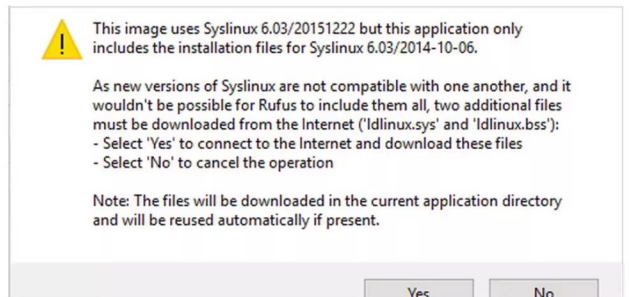 This image uses Syslinux 6.03/20151222 but this application only
includes the installation files for Syslinux 6.03/2014-10-06.
As new versions of Syslinux are not compatible with one another, and it
wouldn't be possible for Rufus to include them all, two additional files
must be downloaded from the Internet ('ldlinux.sys' and 'ldlinux.bss'):
- Select 'Yes' to connect to the Internet and download these files
- Select 'No' to cancel the operation
Note: The files will be downloaded in the current application directory
and will be reused automatically if present.
Yes No